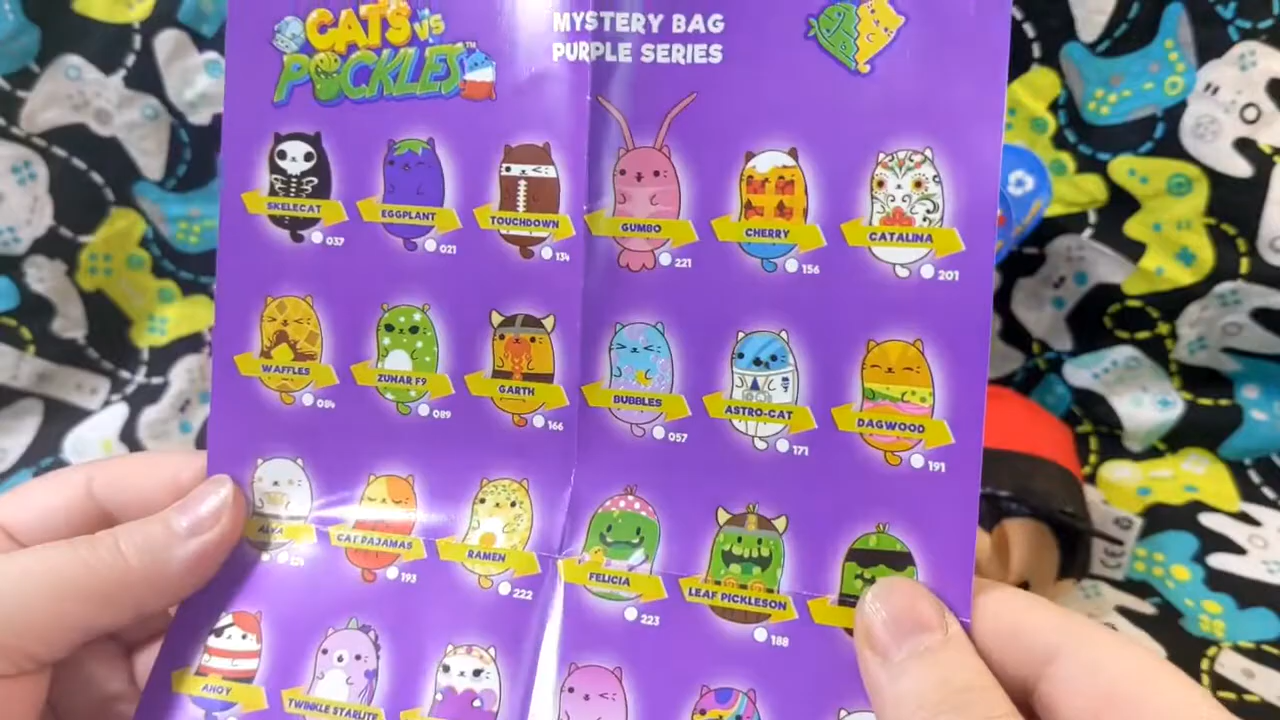 CATS VS
PICKLES™
MYSTERY BAG
PURPLE SERIES
SKELECAT
037
EGGPLANT
021
TOUCHDOWN
134
GUMBO
221
CHERRY
156
CATALINA
201
WAFFLES
084
ZUNAR F9
089
GARTH
166
BUBBLES
057
ASTRO-CAT
171
DAGWOOD
191
ALVA
CAT PAJAMAS
193
RAMEN
222
FELICIA
223
LEAF PICKLESON
188
AHOY
TWINKLE STARLITE